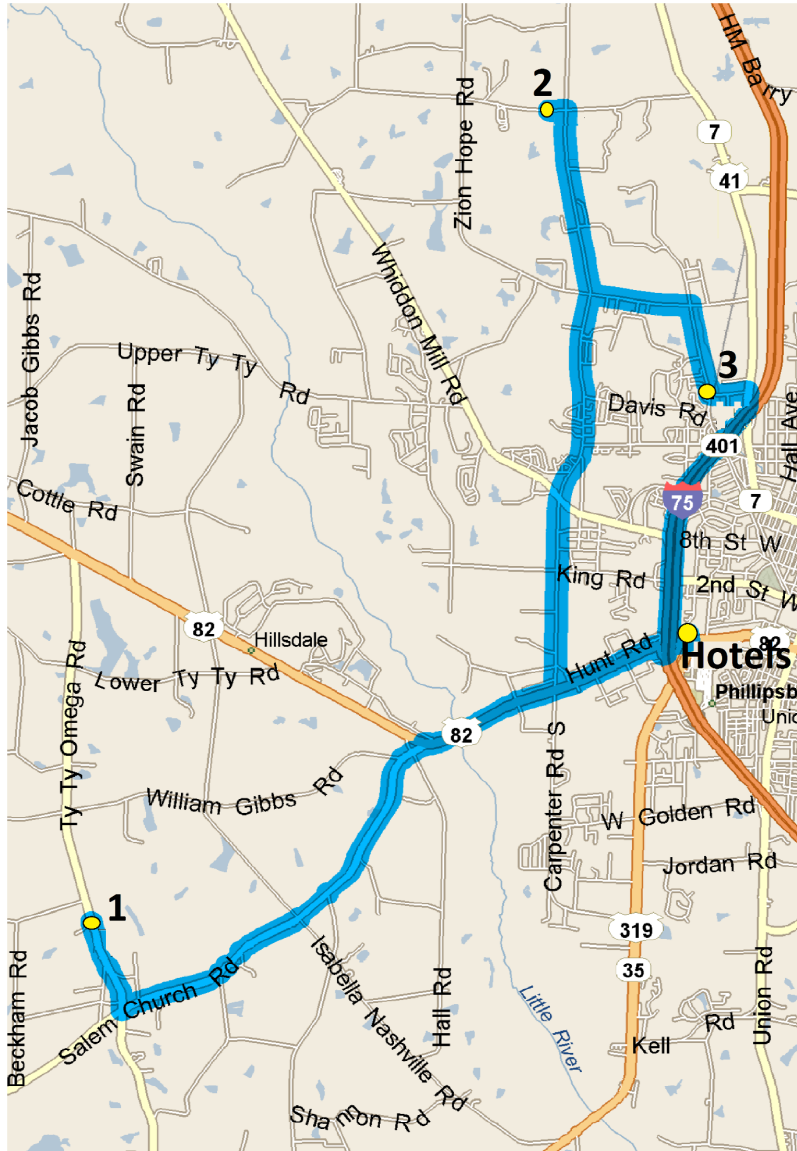 HM Barry
2
7
41
Zion Hope Rd
Whiddon Mill Rd
Jacob Gibbs Rd
Upper Ty Ty Rd
Swain Rd
3
Davis Rd
Hall Ave
401
Cottle Rd
75
7
8th St W
King Rd
2nd St W
82
Hillsdale
Hunt Rd
82
Hotels
Lower Ty Ty Rd
Phillipsb
Unio
Ty Ty Omega Rd
82
William Gibbs Rd
Carpenter Rd S
W Golden Rd
Jordan Rd
1
319
35
Salem Church Rd
Isabella Nashville Rd
Hall Rd
Little River
Union Rd
Beckham Rd
Kell Rd
Shannon Rd